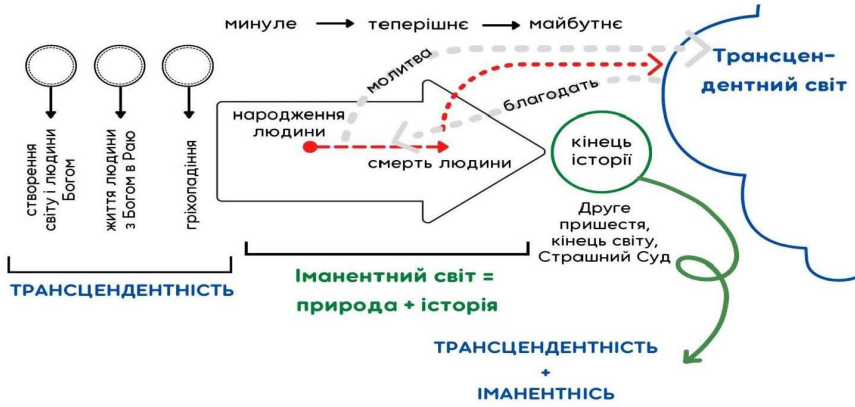 минуле → теперішнє → майбутнє
створення
світу і людини
Богом
життя людини
з Богом в Раю
гріхопадіння
народження
людини
смерть людини
молитва
благодать
Трансцен-
дентний світ
кінець
історії
Друге
пришестя,
кінець світу,
Страшний Суд
ТРАНСЦЕНДЕНТНІСТЬ
Іманентний світ =
природа + історія
ТРАНСЦЕНДЕНТНІСТЬ
+
ІМАНЕНТНІСЬ